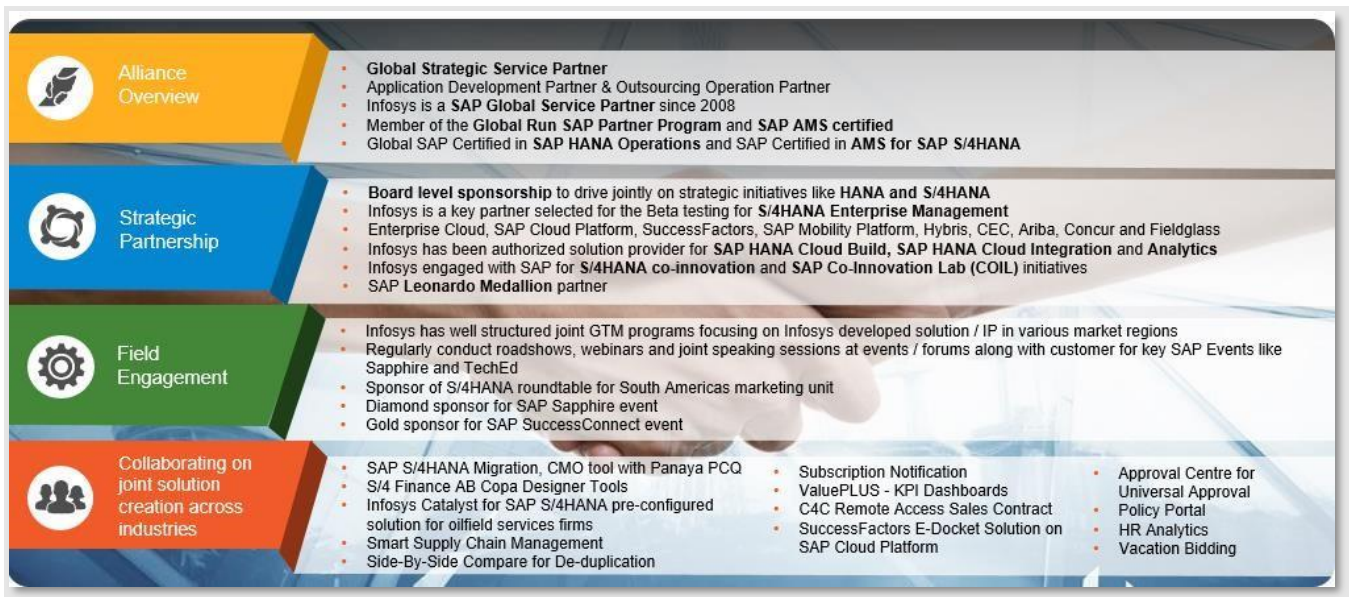 Alliance
Overview
Global Strategic Service Partner
Application Development Partner & Outsourcing Operation Partner
Infosys is a SAP Global Service Partner since 2008
Member of the Global Run SAP Partner Program and SAP AMS certified
Global SAP Certified in SAP HANA Operations and SAP Certified in AMS for SAP S/4HANA
Strategic
Partnership
Board level sponsorship to drive jointly on strategic initiatives like HANA and S/4HANA
Infosys is a key partner selected for the Beta testing for S/4HANA Enterprise Management
Enterprise Cloud, SAP Cloud Platform, SuccessFactors, SAP Mobility Platform, Hybris, CEC, Ariba, Concur and Fieldglass
Infosys has been authorized solution provider for SAP HANA Cloud Build, SAP HANA Cloud Integration and Analytics
Infosys engaged with SAP for S/4HANA co-innovation and SAP Co-Innovation Lab (COIL) initiatives
SAP Leonardo Medallion partner
Field
Engagement
Infosys has well structured joint GTM programs focusing on Infosys developed solution / IP in various market regions
Regularly conduct roadshows, webinars and joint speaking sessions at events / forums along with customer for key SAP Events like
Sapphire and TechEd
Sponsor of S/4HANA roundtable for South Americas marketing unit
Diamond sponsor for SAP Sapphire event
Gold sponsor for SAP SuccessConnect event
Collaborating on
joint solution
creation across
industries
SAP S/4HANA Migration, CMO tool with Panaya PCQ
S/4 Finance AB Copa Designer Tools
Infosys Catalyst for SAP S/4HANA pre-configured
solution for oilfield services firms
Smart Supply Chain Management
Side-By-Side Compare for De-duplication
Subscription Notification
ValuePLUS - KPI Dashboards
C4C Remote Access Sales Contract
SuccessFactors E-Docket Solution on
SAP Cloud Platform
Approval Centre for
Universal Approval
Policy Portal
HR Analytics
Vacation Bidding